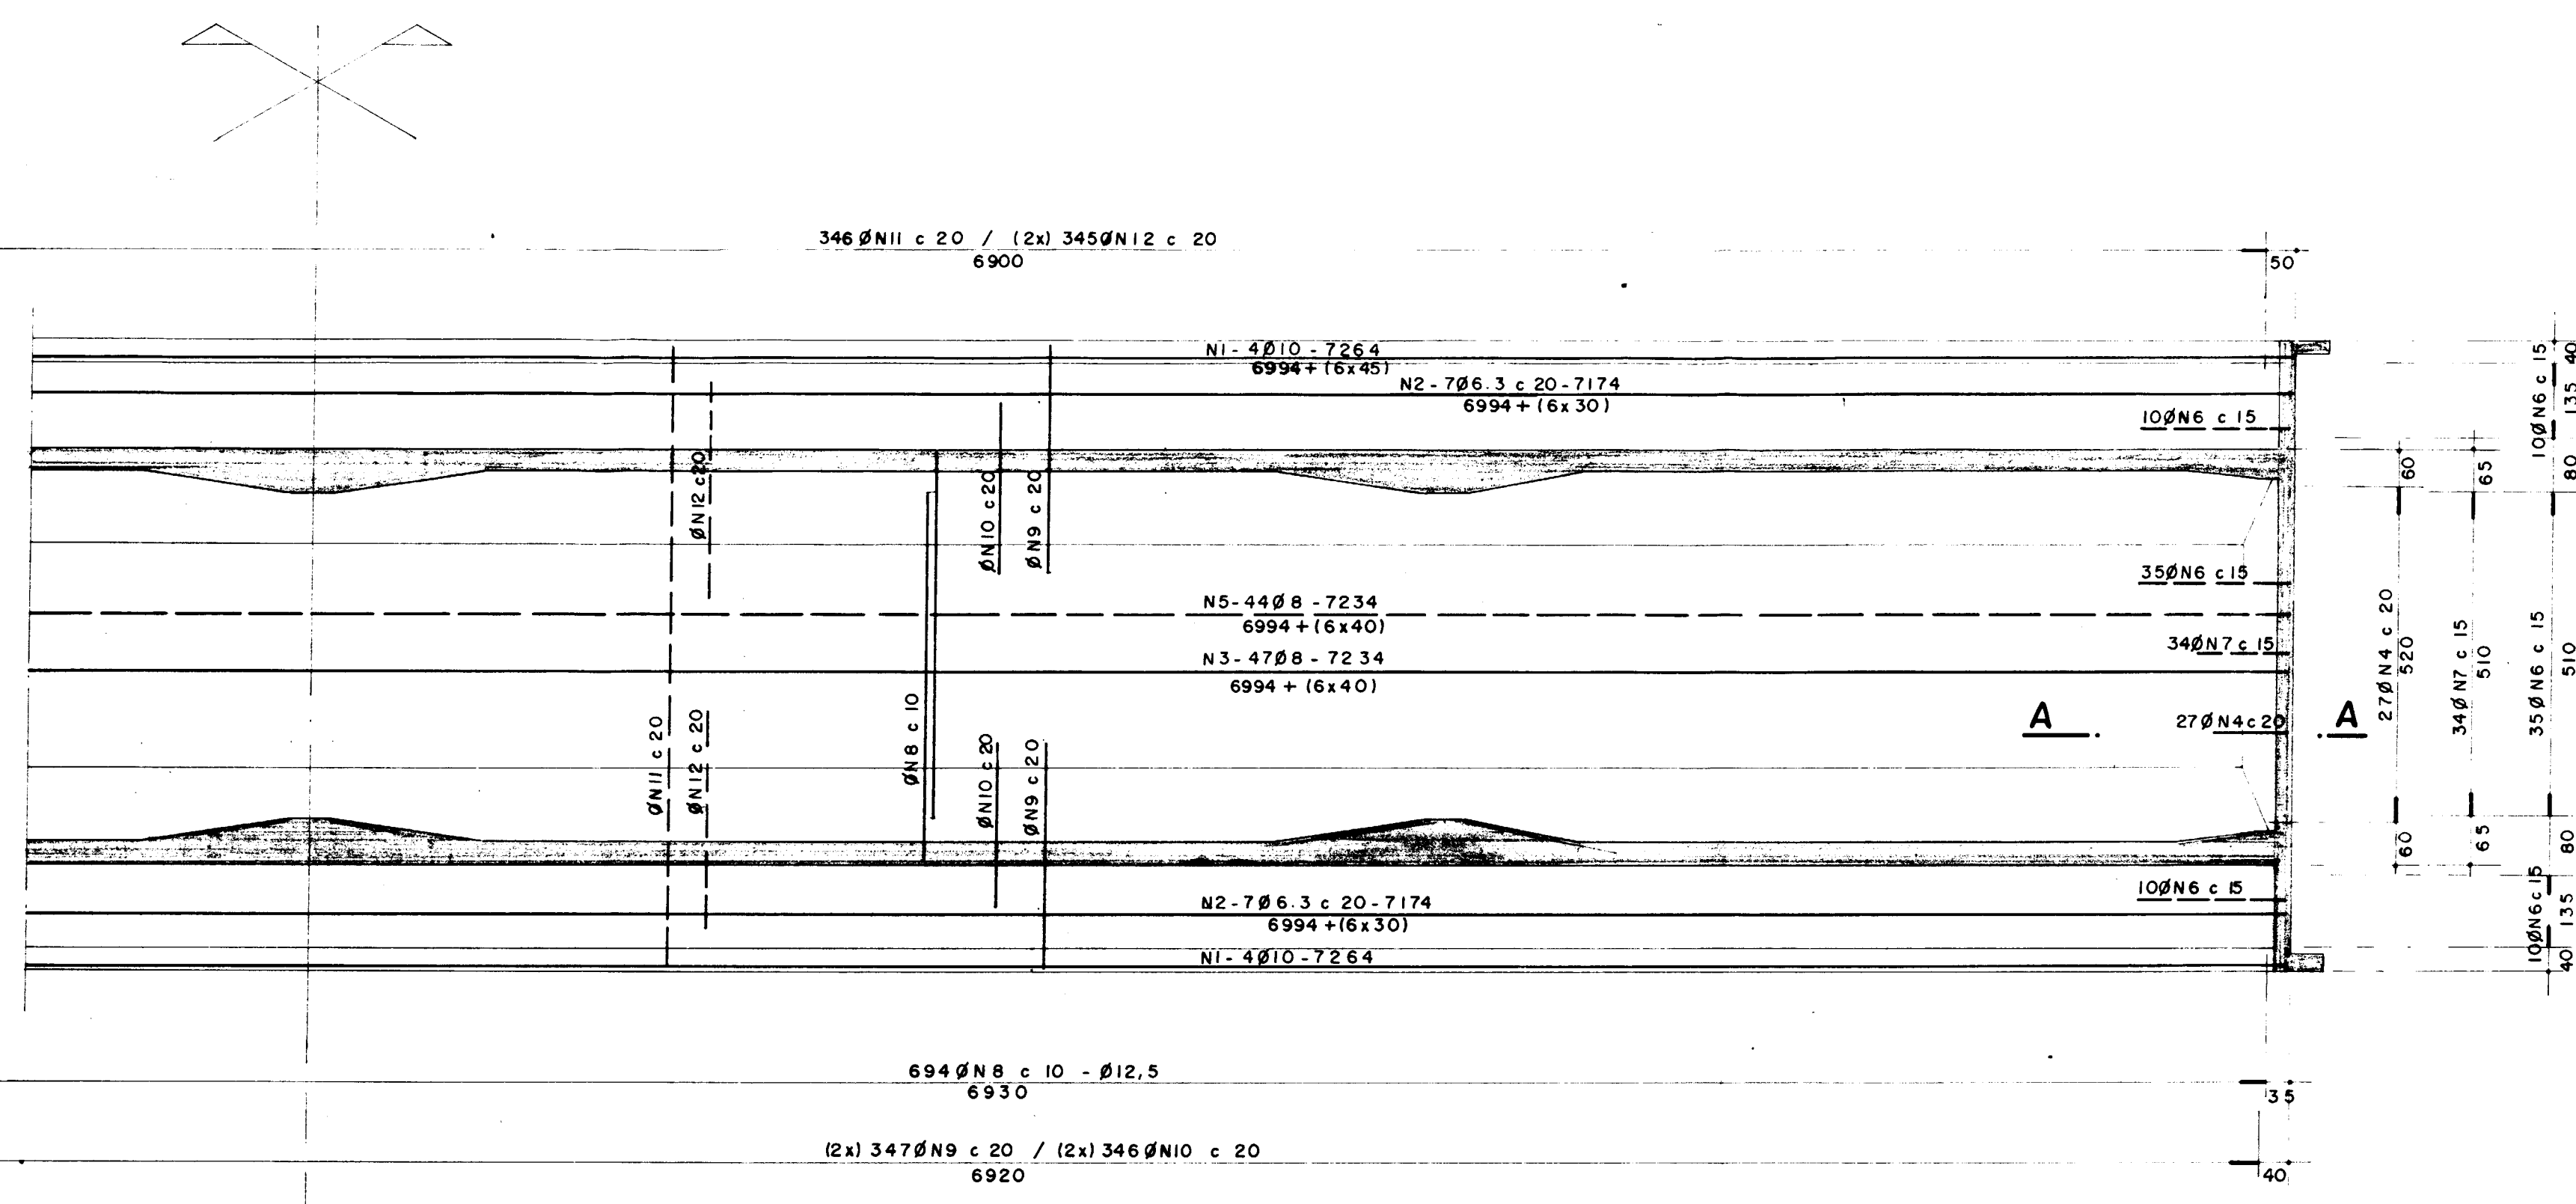 346ØN11 c 20 / (2x) 345ØN12 c 20
6900
50
N1-4Ø10-7264
6994+(6x45)
N2-7Ø6.3 c 20-7174
6994+(6x30)
10ØN6 c 15
ØN12 c 20
ØN10 c 20
ØN9 c 20
35ØN6 c 15
N5-44Ø8-7234
6994+(6x40)
34ØN7 c 15
N3-47Ø8-7234
6994+(6x40)
A
27ØN4 c 20
A
ØN11 c 20
ØN12 c 20
ØN8 c 10
ØN10 c 20
ØN9 c 20
10ØN6 c 15
N2-7Ø6.3 c 20-7174
6994+(6x30)
N1-4Ø10-7264
60
27ØN4 c 20
520
60
65
34ØN7 c 15
510
65
10ØN6 c 15
40
135
80
35ØN6 c 15
510
80
10ØN6 c 15
135
40
694ØN8 c 10 - Ø12,5
6930
35
(2x) 347ØN9 c 20 / (2x) 346ØN10 c 20
6920
40